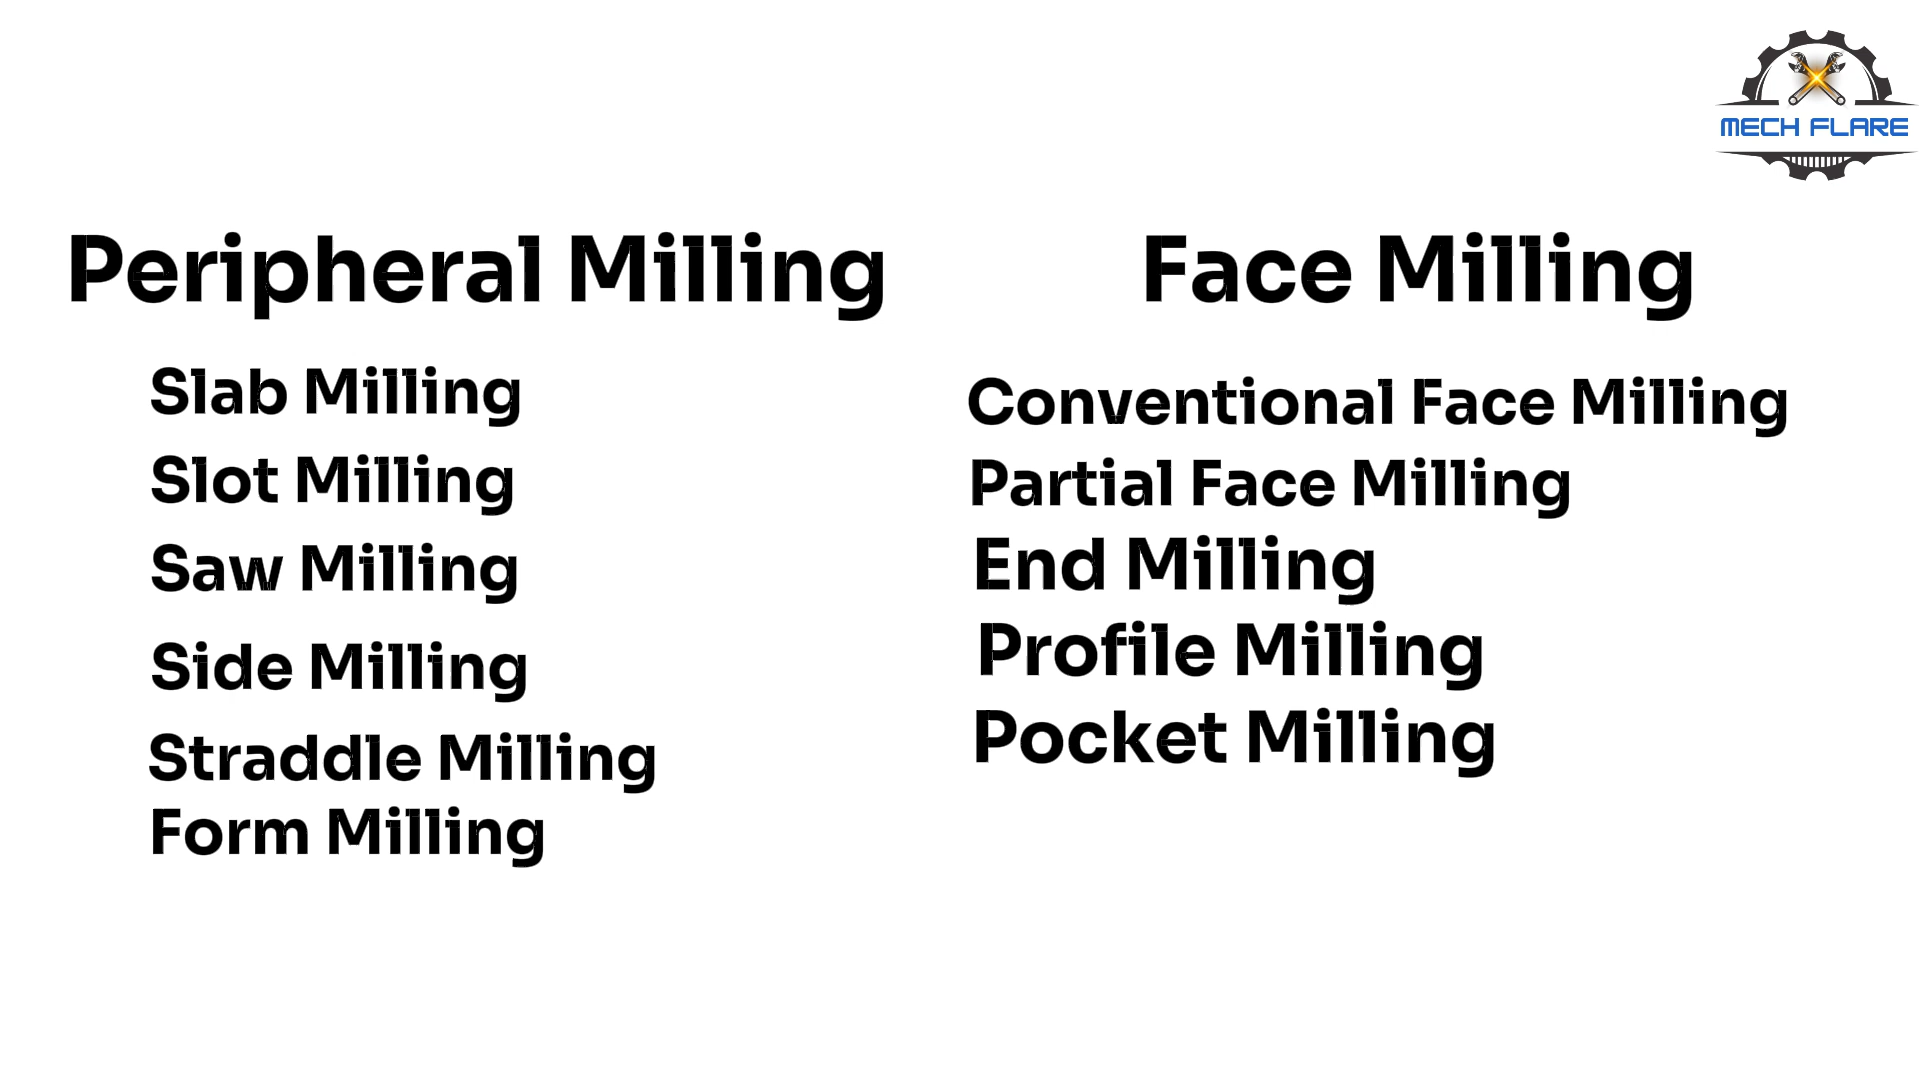 MECH FLARE
Peripheral Milling
Slab Milling
Slot Milling
Saw Milling
Side Milling
Straddle Milling
Form Milling
Face Milling
Conventional Face Milling
Partial Face Milling
End Milling
Profile Milling
Pocket Milling